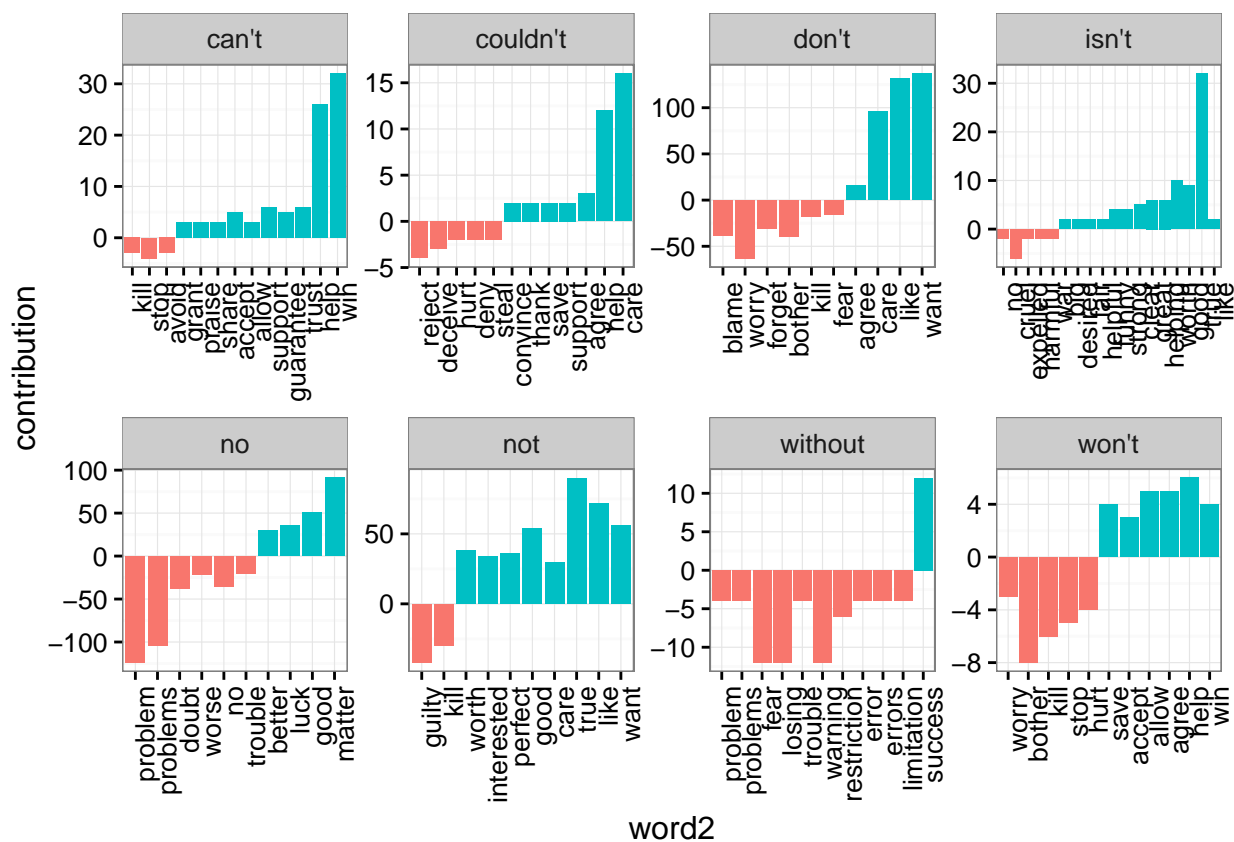 can't
couldn't
don't
isn't
contribution
30
20
10
0
15
10
5
0
−5
100
50
0
−50
30
20
10
0
kill
stop
avoid
grant
praise
share
accept
allow
support
guarantee
trust
help
win
reject
deceive
hurt
deny
steal
convince
thank
save
support
agree
help
care
blame
worry
forget
bother
kill
fear
agree
care
like
want
no
cruel
expected
harmful
desired
helpful
funny
strong
great
helping
good
true
like
no
not
without
won't
100
50
0
−50
−100
50
0
10
5
0
−5
−10
4
0
−4
−8
problem
problems
doubt
worse
no
trouble
better
luck
good
matter
guilty
kill
worth
interested
perfect
good
care
true
like
want
problem
problems
fear
losing
trouble
warning
restriction
error
errors
limitation
success
worry
bother
kill
stop
hurt
save
accept
allow
agree
help
win
word2